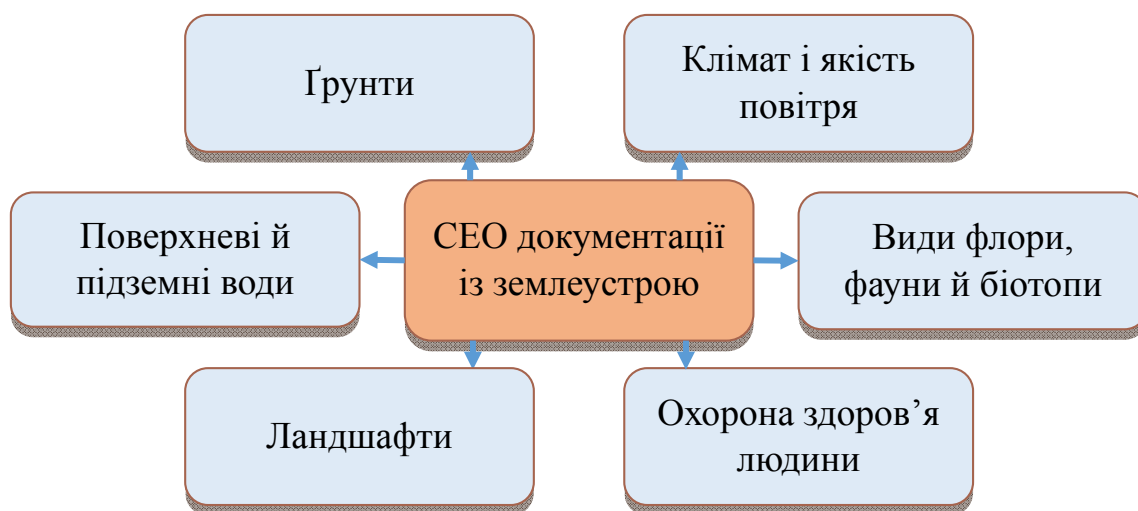 Ґрунти
Клімат і якість
повітря
Поверхневі й
підземні води
СЕО документації
із землеустрою
Види флори,
фауни й біотопи
Ландшафти
Охорона здоров’я
людини